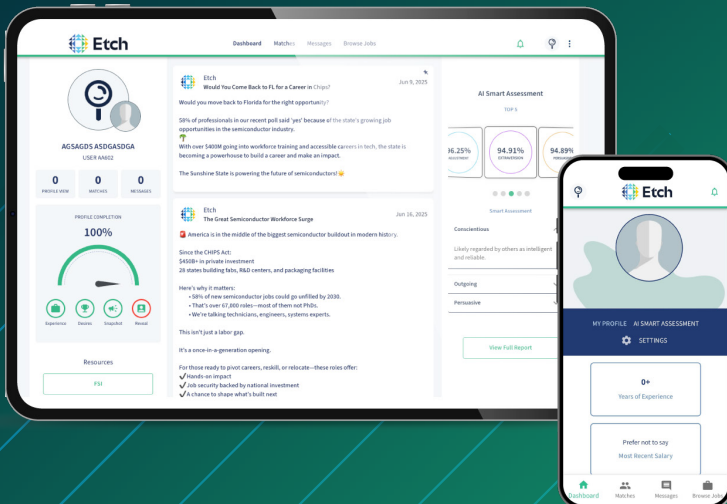 Etch
Dashboard Matches Messages Browse Jobs
AGSAGDS ASDGASDGA
USER AA602
0 0 0
PROFILE VIEW MATCHES MESSAGES
PROFILE COMPLETION
100%
Experience Desires Snapshot Reveal
Resources
FSI
Etch
Would You Come Back to FL for a Career in Chips?
Jun 9, 2025
Would you move back to Florida for the right opportunity?
58% of professionals in our recent poll said 'yes' because of the state's growing job
opportunities in the semiconductor industry.
🌴
With over $400M going into workforce training and accessible careers in tech, the state is
becoming a powerhouse to build a career and make an impact.
The Sunshine State is powering the future of semiconductors! 🌞
Etch
The Great Semiconductor Workforce Surge
Jun 16, 2025
🚨 America is in the middle of the biggest semiconductor buildout in modern history.
Since the CHIPS Act:
$450B+ in private investment
28 states building fabs, R&D centers, and packaging facilities
Here's why it matters:
• 58% of new semiconductor jobs could go unfilled by 2030.
• That's over 67,000 roles—most of them not PhDs.
• We're talking technicians, engineers, systems experts.
This isn't just a labor gap.
It's a once-in-a-generation opening.
For those ready to pivot careers, reskill, or relocate—these roles offer:
✓Hands-on impact
✓Job security backed by national investment
✓A chance to shape what's built next
AI Smart Assessment
TOP 5
96.25% 94.91% 94.89%
EXTRAVERSION
Smart Assessment
Conscientious
Likely regarded by others as intelligent
and reliable.
Outgoing
Persuasive
View Full Report
Etch
MY PROFILE AI SMART ASSESSMENT
SETTINGS
0+
Years of Experience
Prefer not to say
Most Recent Salary
Dashboard Matches Messages Browse Jobs